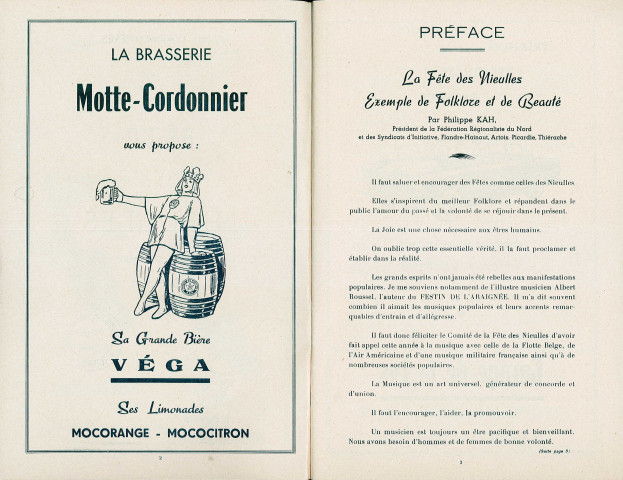 LA BRASSERIE
Motte-Cordonnier
vous propose :
Sa Grande Bière
VÉGA
Ses Limonades
MOCORANGE - MOCOCITRON
PRÉFACE
La Fête des Nieulles
Exemple de Folklore et de Beauté
Par Philippe KAH,
Président de la Fédération Régionaliste du Nord
et des Syndicats d'Initiative, Flandre-Hainaut, Artois, Picardie, Thiérache
Il faut saluer et encourager des Fêtes comme celles des Nieulles
Elles s'inspirent du meilleur Folklore et répandent dans le
public l'amour du passé et la volonté de se réjouir dans le présent.
La Joie est une chose nécessaire aux êtres humains.
On oublie trop cette essentielle vérité, il la faut proclamer et
établir dans la réalité.
Les grands esprits n'ont jamais été rebelles aux manifestations
populaires. Je me souviens notamment de l'illustre musicien Albert
Roussel, l'auteur du FESTIN DE L'ARAIGNÉE. Il m'a dit souvent
combien il aimait les musiques populaires et leurs accents remar-
quables d'entrain et d'allégresse.
Il faut donc féliciter le Comité de la Fête des Nieulles d'avoir
fait appel cette année à la musique avec celle de la Flotte Belge, de
l'Air Américaine et d'une musique militaire française ainsi qu'à de
nombreuses sociétés populaires.
La Musique est un art universel, générateur de concorde et
d'union.
Il faut l'encourager, l'aider, la promouvoir.
Un musicien est toujours un être pacifique et bienveillant.
Nous avons besoin d'hommes et de femmes de bonne volonté.